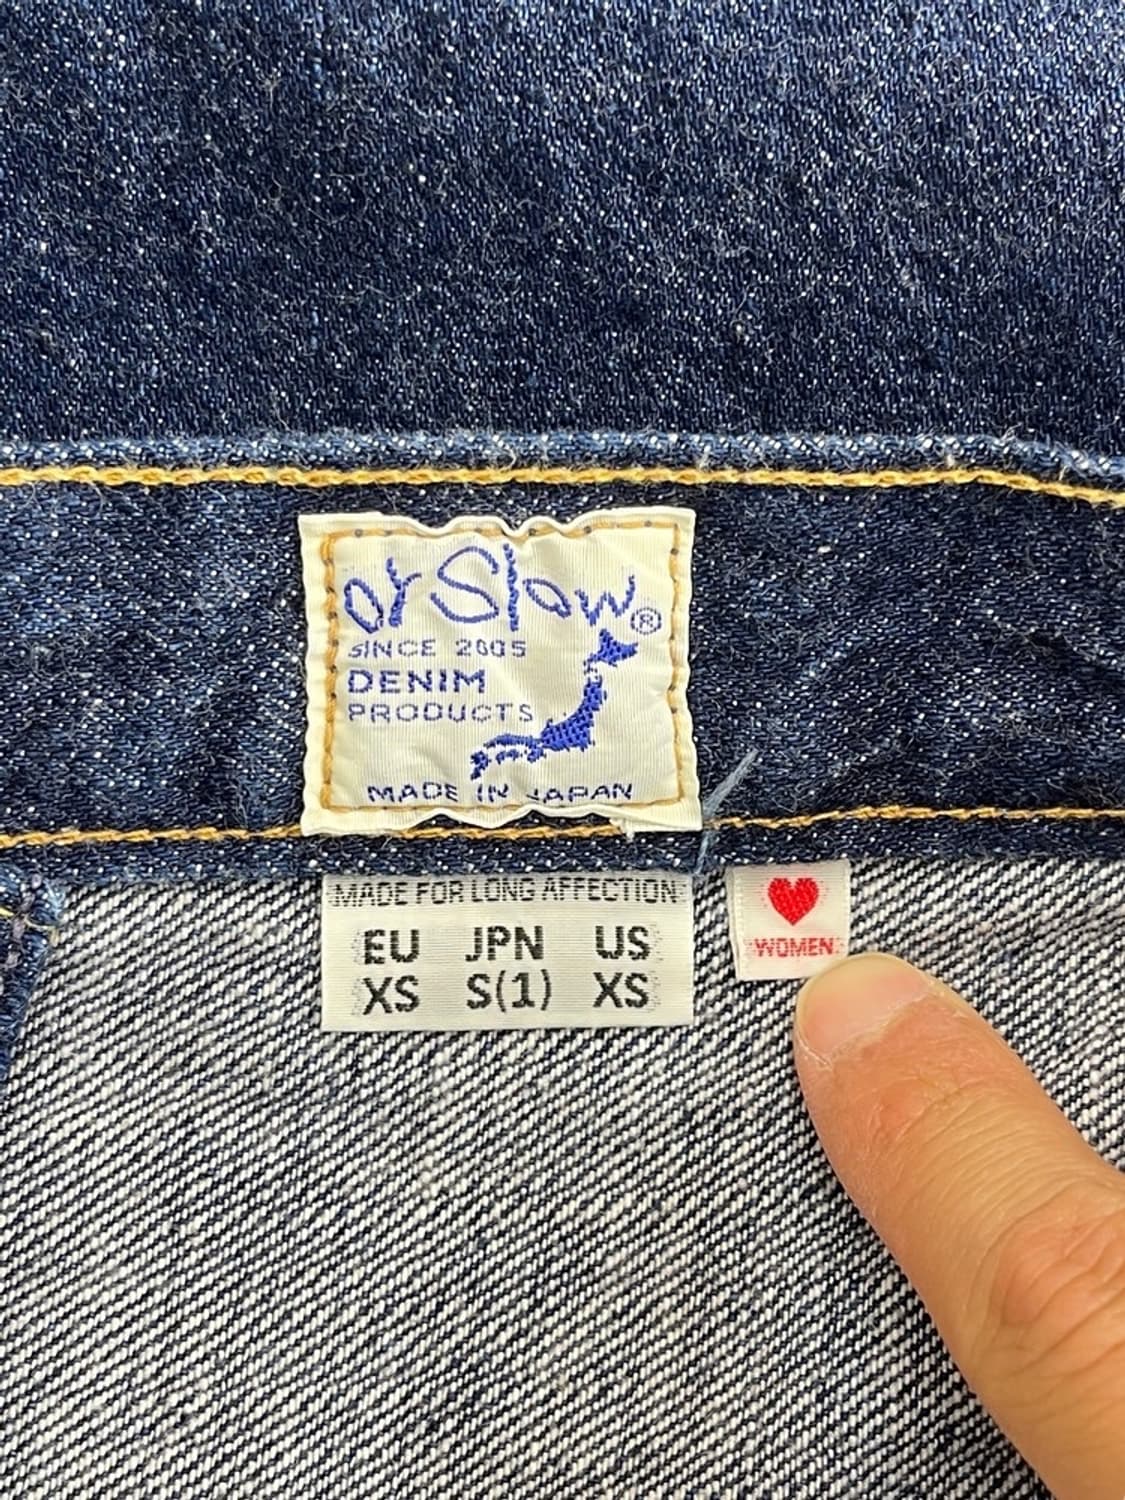 orSlow®
SINCE 2005
DENIM
PRODUCTS
MADE IN JAPAN
MADE FOR LONG AFFECTION
EU JPN US
XS S(1) XS
WOMEN